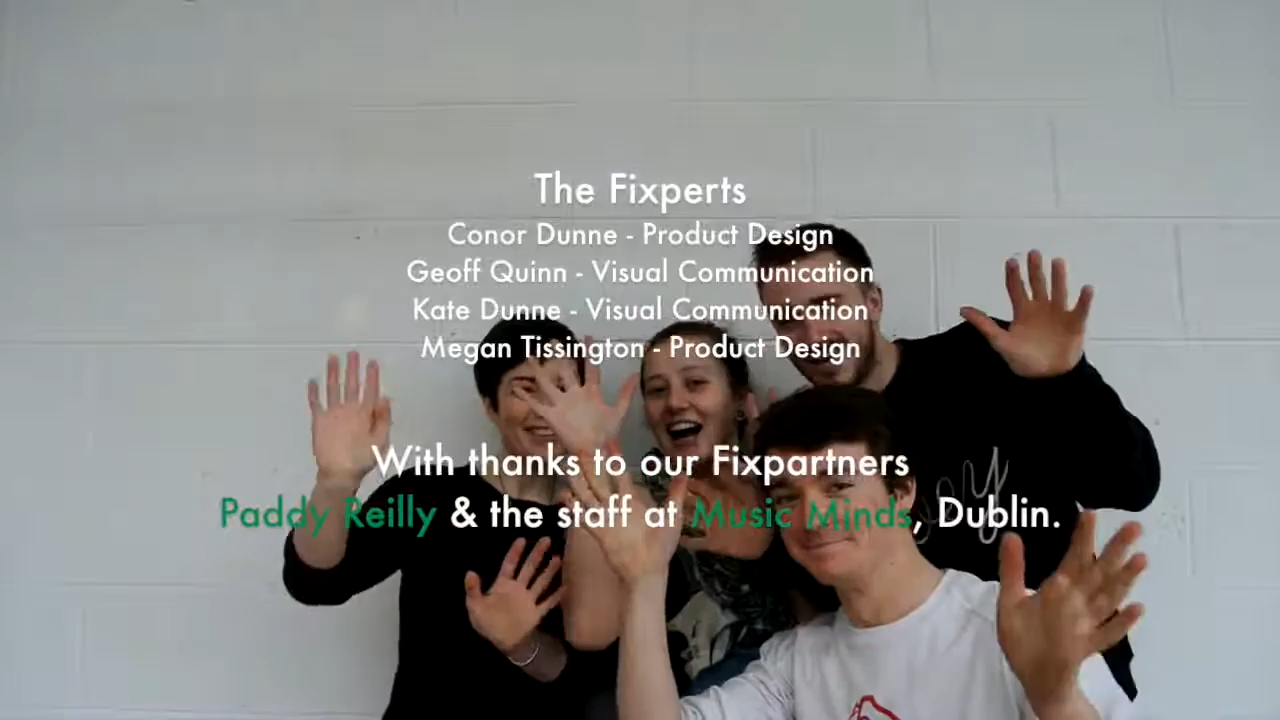 The Fixperts
Conor Dunne - Product Design
Geoff Quinn - Visual Communication
Kate Dunne - Visual Communication
Megan Tissington - Product Design
With thanks to our Fixpartners
Paddy Reilly & the staff at Music Minds, Dublin.